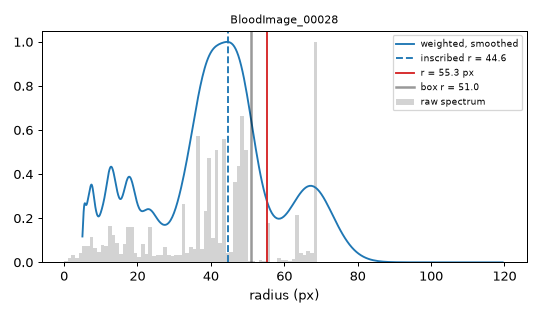 BloodImage_00028
weighted, smoothed
inscribed r = 44.6
r = 55.3 px
box r = 51.0
raw spectrum
1.0
0.8
0.6
0.4
0.2
0.0
0 20 40 60 80 100 120
radius (px)